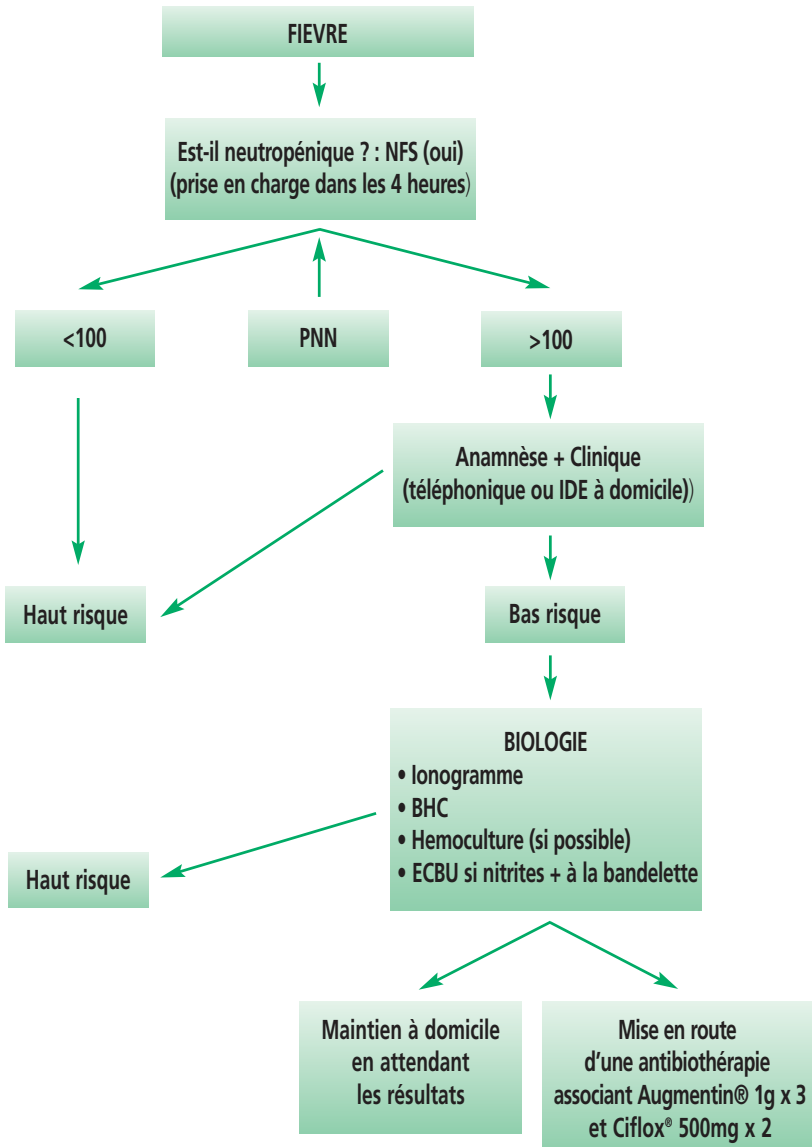 FIEVRE
Est-il neutropénique ? : NFS (oui)
(prise en charge dans les 4 heures)
<100
PNN
>100
Anamnèse + Clinique
(téléphonique ou IDE à domicile))
Haut risque
Bas risque
BIOLOGIE
• Ionogramme
• BHC
• Hemoculture (si possible)
• ECBU si nitrites + à la bandelette
Haut risque
Maintien à domicile
en attendant
les résultats
Mise en route
d'une antibiothérapie
associant Augmentin® 1g x 3
et Ciflox® 500mg x 2